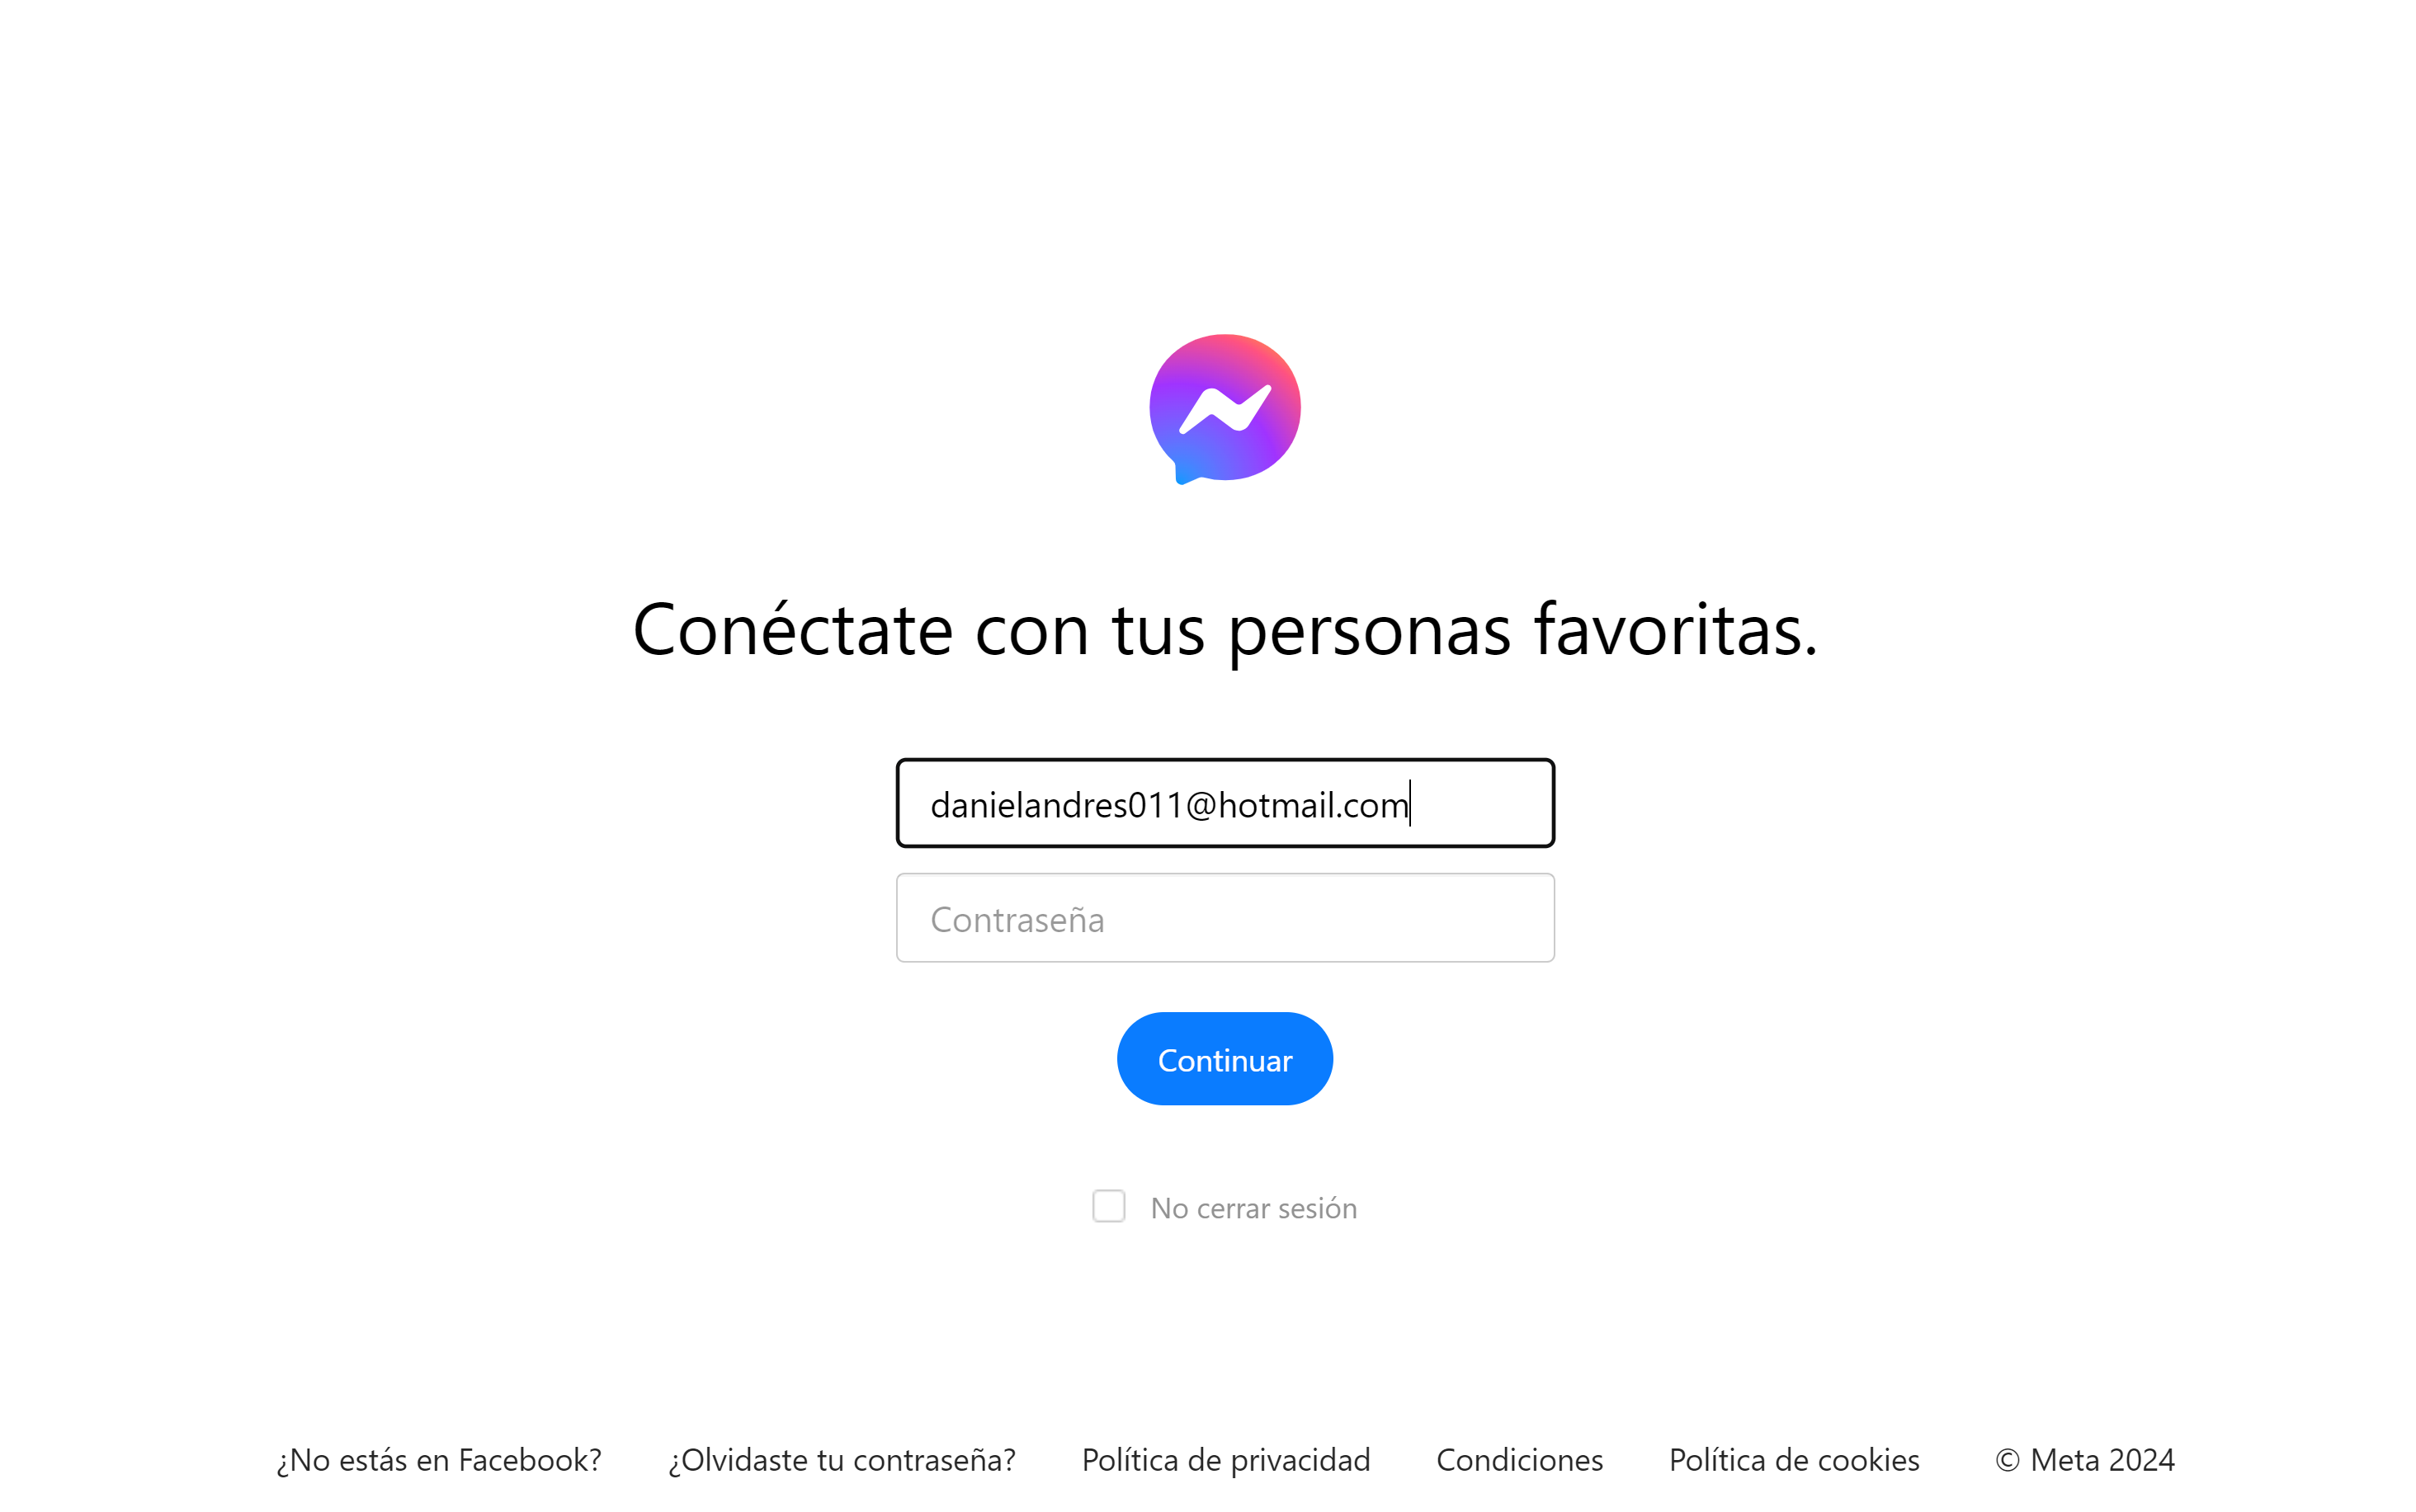 Conéctate con tus personas favoritas.
danielandres011@hotmail.com
Contraseña
Continuar
No cerrar sesión
¿No estás en Facebook? ¿Olvidaste tu contraseña? Política de privacidad Condiciones Política de cookies © Meta 2024